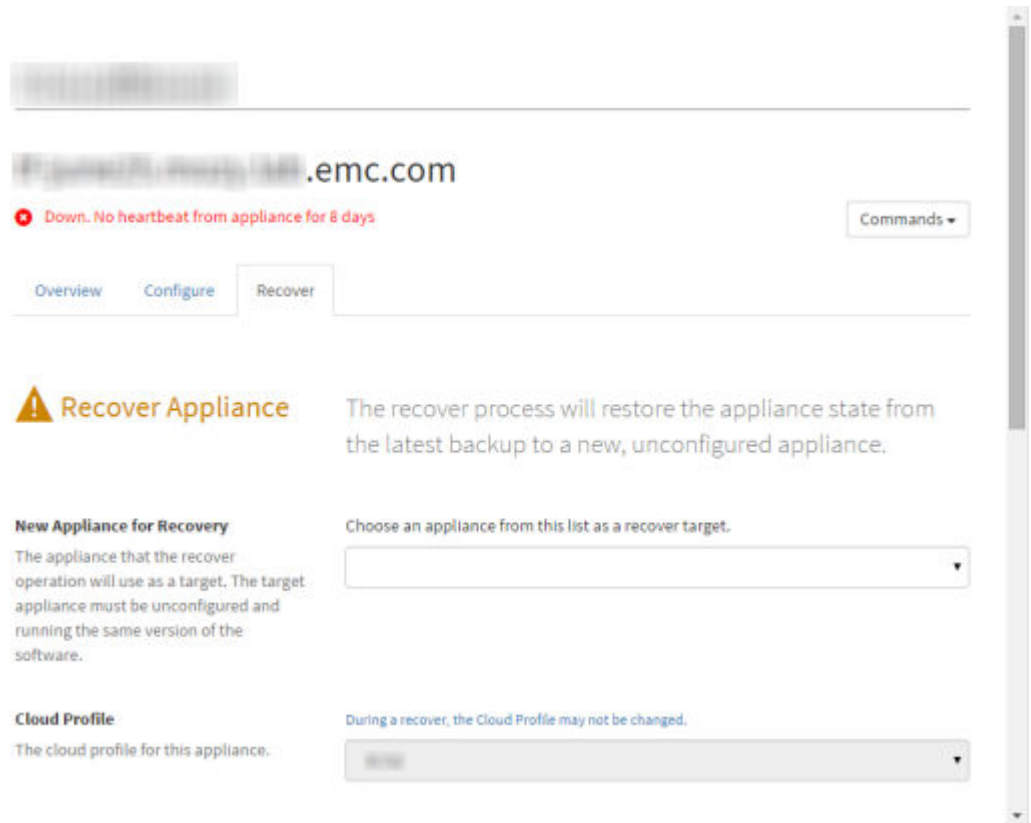 .emc.com
Down. No heartbeat from appliance for 8 days
Commands
Overview Configure Recover
Recover Appliance
The recover process will restore the appliance state from
the latest backup to a new, unconfigured appliance.
New Appliance for Recovery
The appliance that the recover
operation will use as a target. The target
appliance must be unconfigured and
running the same version of the
software.
Choose an appliance from this list as a recover target.
Cloud Profile
The cloud profile for this appliance.
During a recover, the Cloud Profile may not be changed.